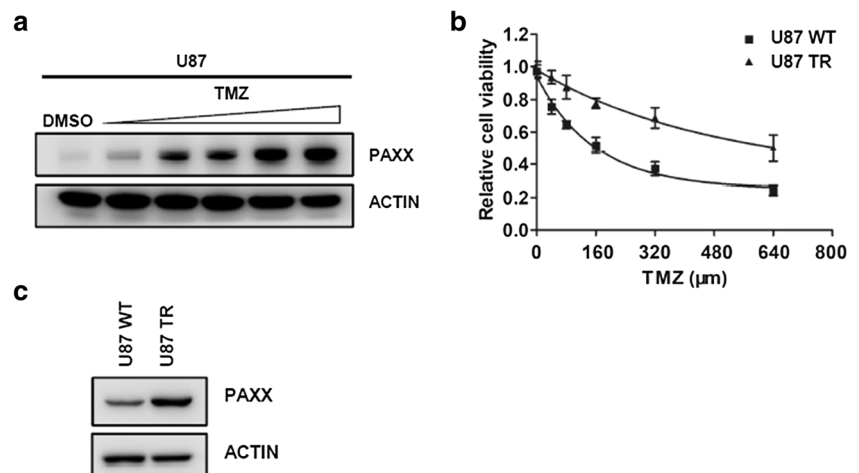 a
U87
TMZ
DMSO
PAXX
ACTIN
b
Relative cell viability
1.2
1.0
0.8
0.6
0.4
0.2
0.0
0 160 320 480 640 800
TMZ (µm)
U87 WT
U87 TR
c
U87 WT
U87 TR
PAXX
ACTIN